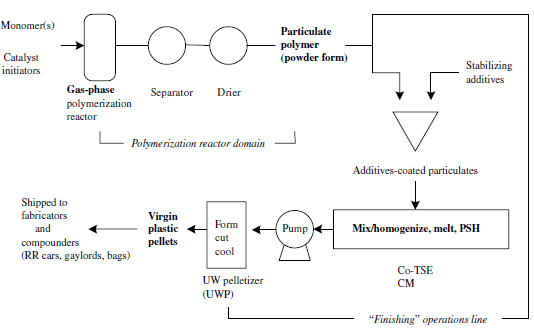 Monomer(s)
Catalyst
initiators
Gas-phase
polymerization
reactor
Separator
Drier
Particulate
polymer
(powder form)
Polymerization reactor domain
Stabilizing
additives
Additives-coated particulates
Mix/homogenize, melt, PSH
Co-TSE
CM
Pump
Form
cut
cool
UW pelletizer
(UWP)
Virgin
plastic
pellets
Shipped to
fabricators
and
compounders
(RR cars, gaylords, bags)
“Finishing” operations line